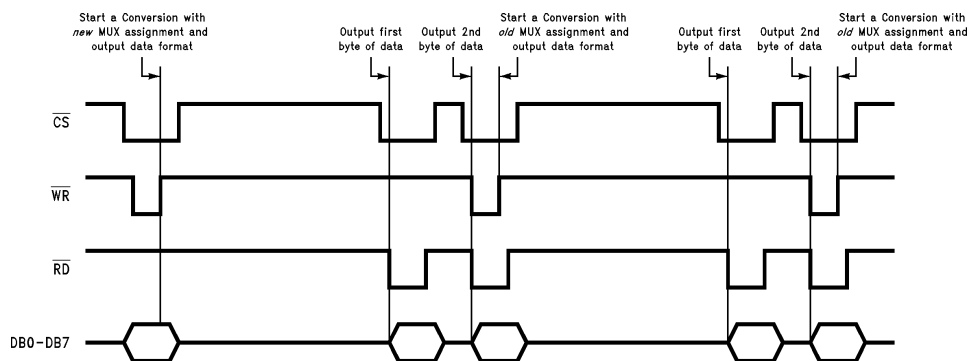 Start a Conversion with
new MUX assignment and
output data format
Output first
byte of data
Output 2nd
byte of data
Start a Conversion with
old MUX assignment and
output data format
Output first
byte of data
Output 2nd
byte of data
Start a Conversion with
old MUX assignment and
output data format
CS
WR
RD
DB0-DB7